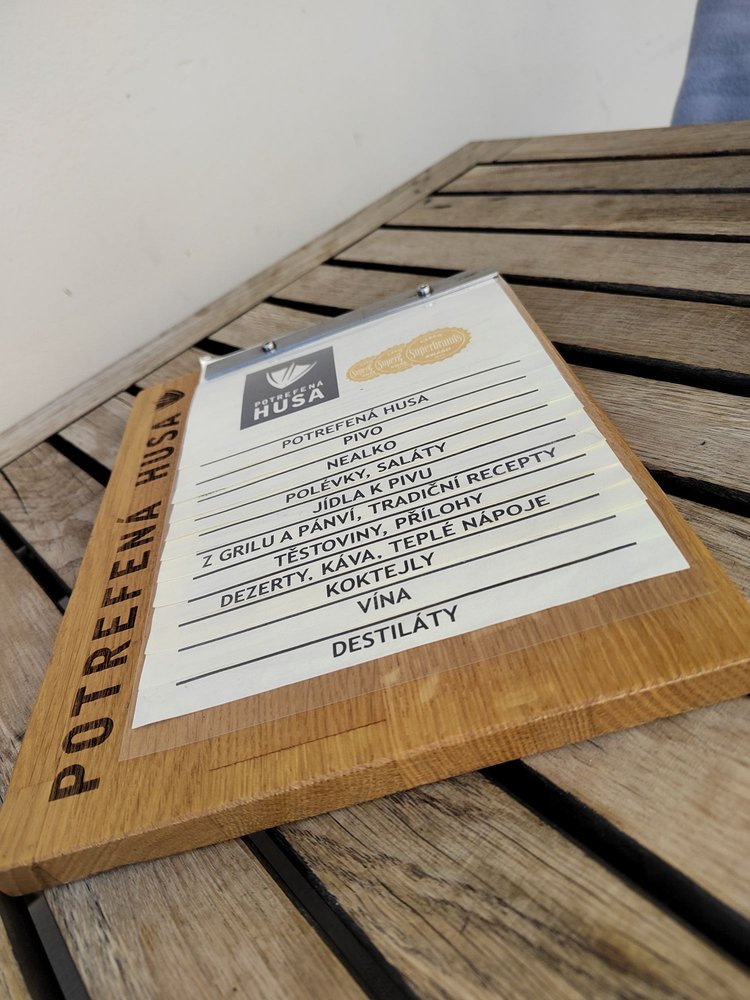 POTREFENÁ HUSA
POTREFENÁ
HUSA
Superbrands
POTREFENÁ HUSA
PIVO
NEALKO
POLÉVKY, SALÁTY
JÍDLA K PIVU
Z GRILU A PÁNVÍ, TRADIČNÍ RECEPTY
TĚSTOVINY, PŘÍLOHY
DEZERTY, KÁVA, TEPLÉ NÁPOJE
KOKTEJLY
VÍNA
DESTILÁTY